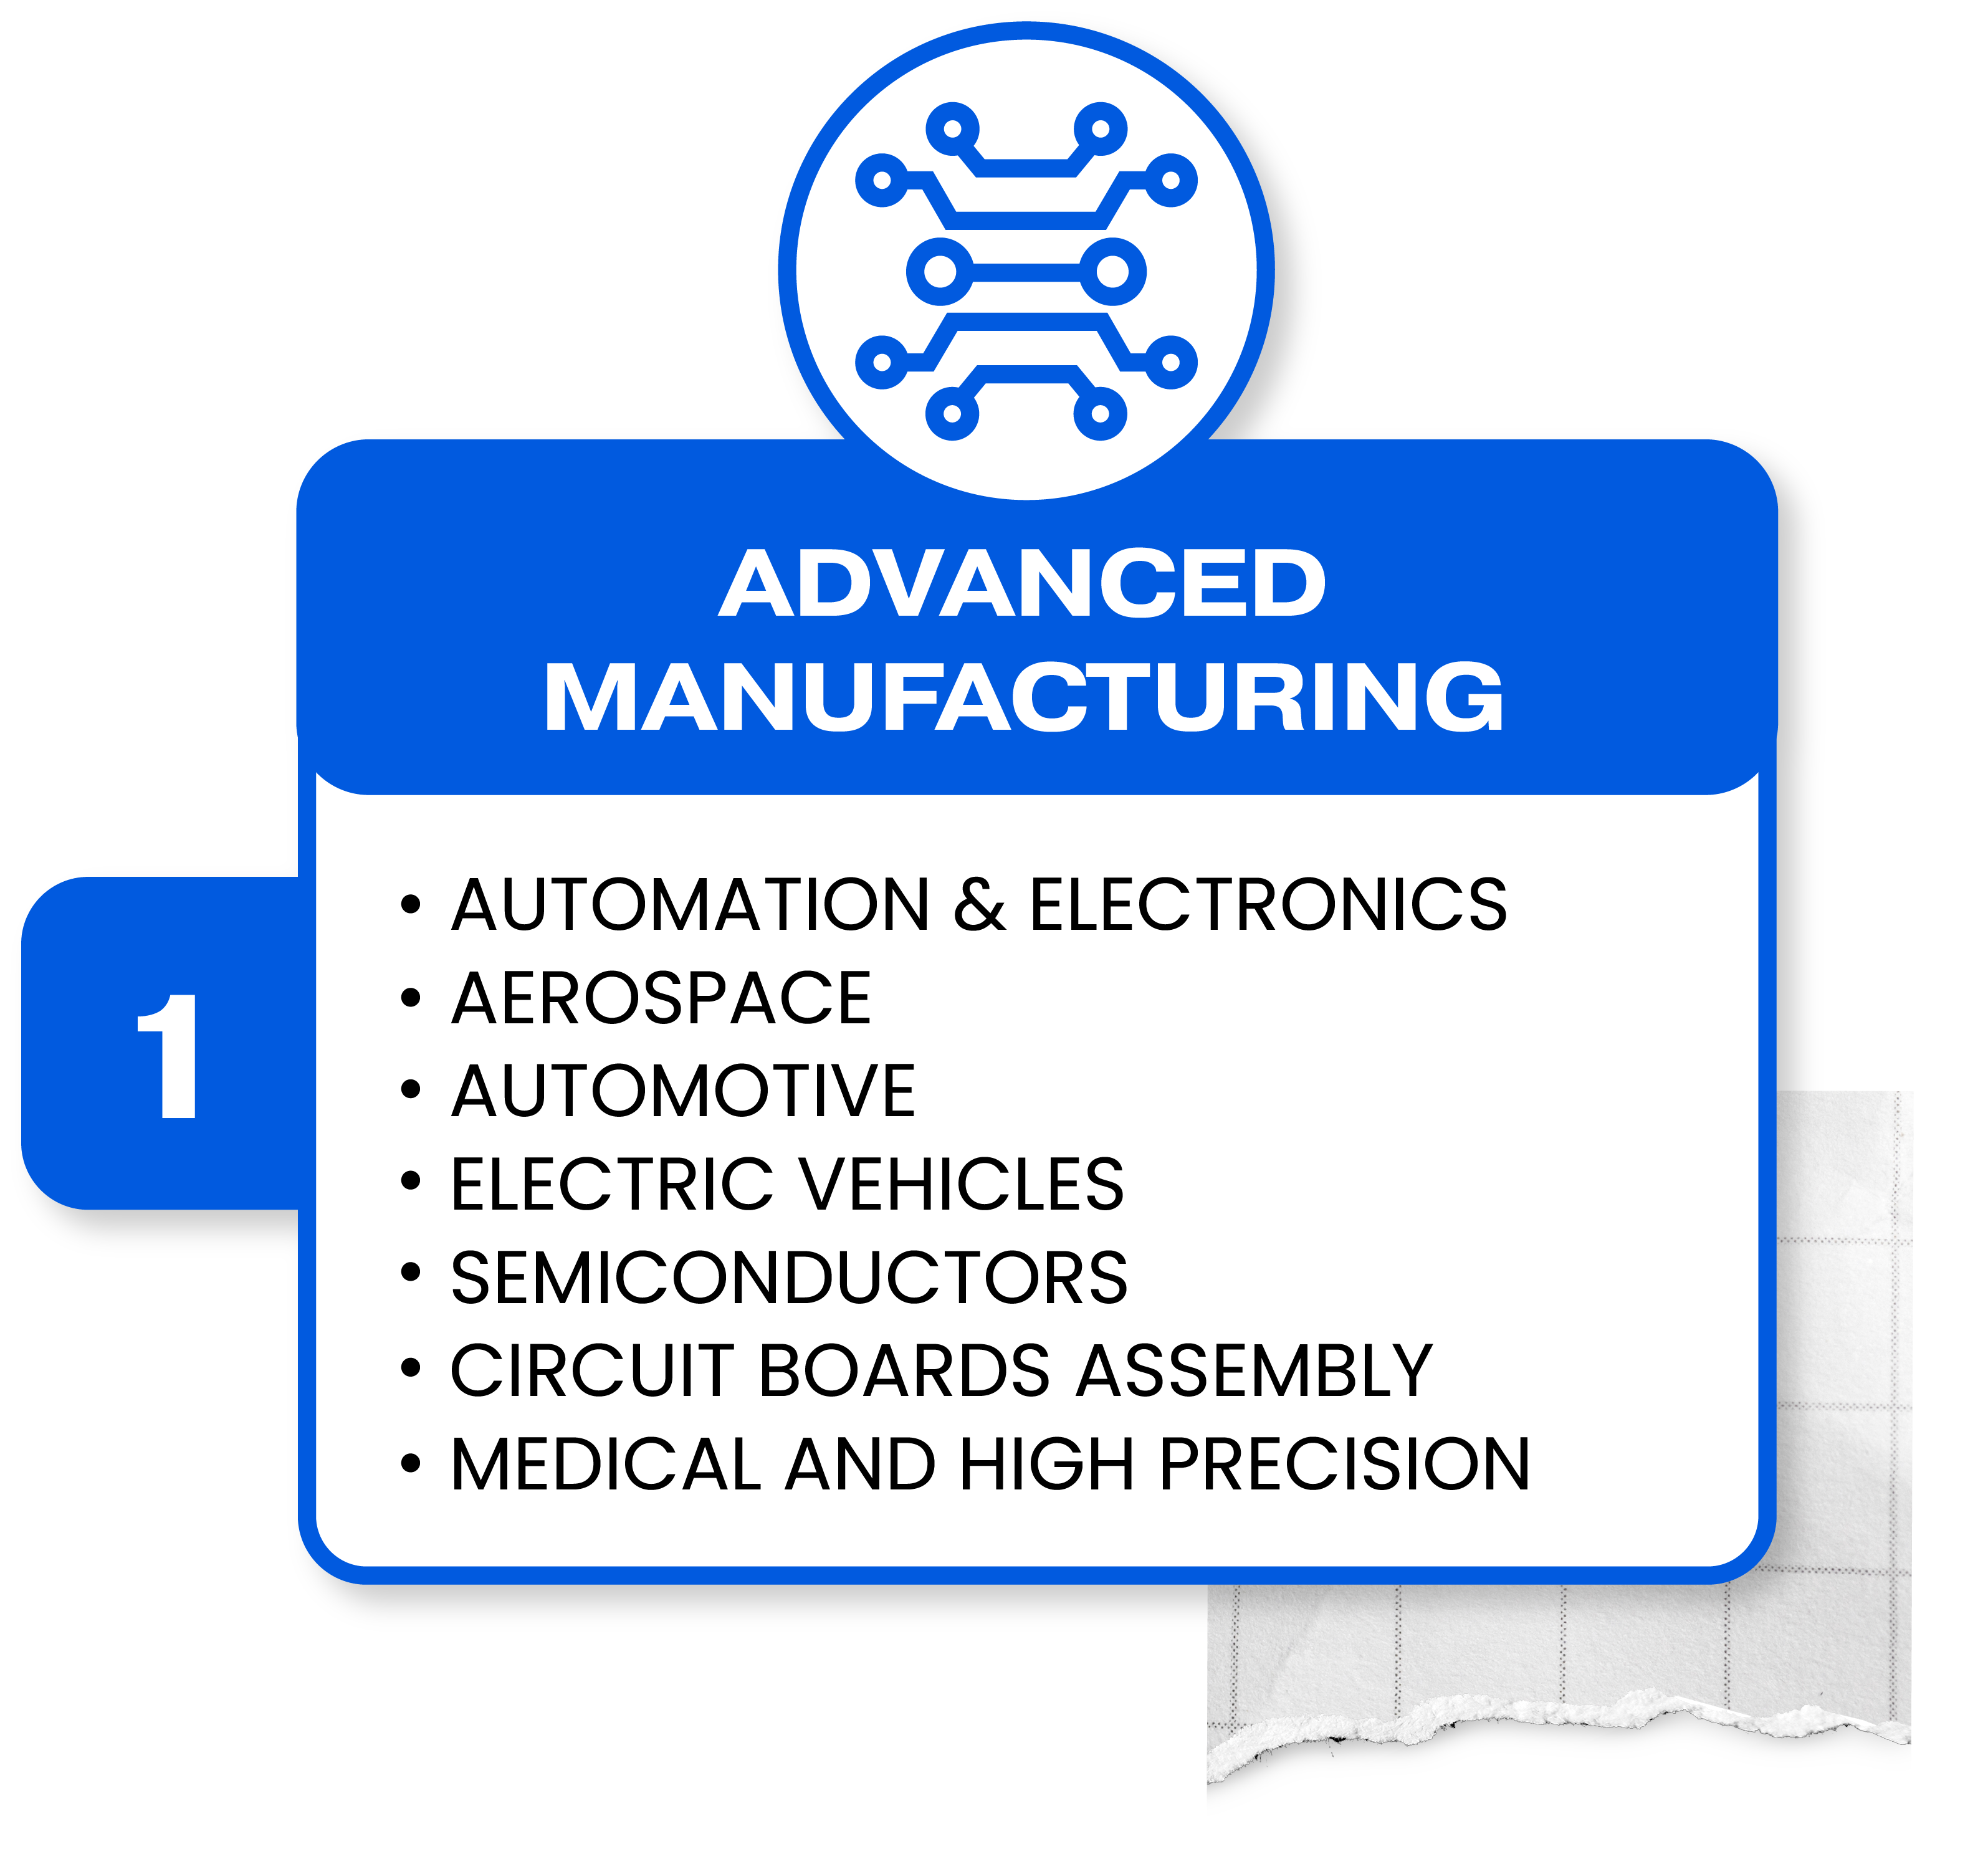 ADVANCED
MANUFACTURING
1
• AUTOMATION & ELECTRONICS
• AEROSPACE
• AUTOMOTIVE
• ELECTRIC VEHICLES
• SEMICONDUCTORS
• CIRCUIT BOARDS ASSEMBLY
• MEDICAL AND HIGH PRECISION